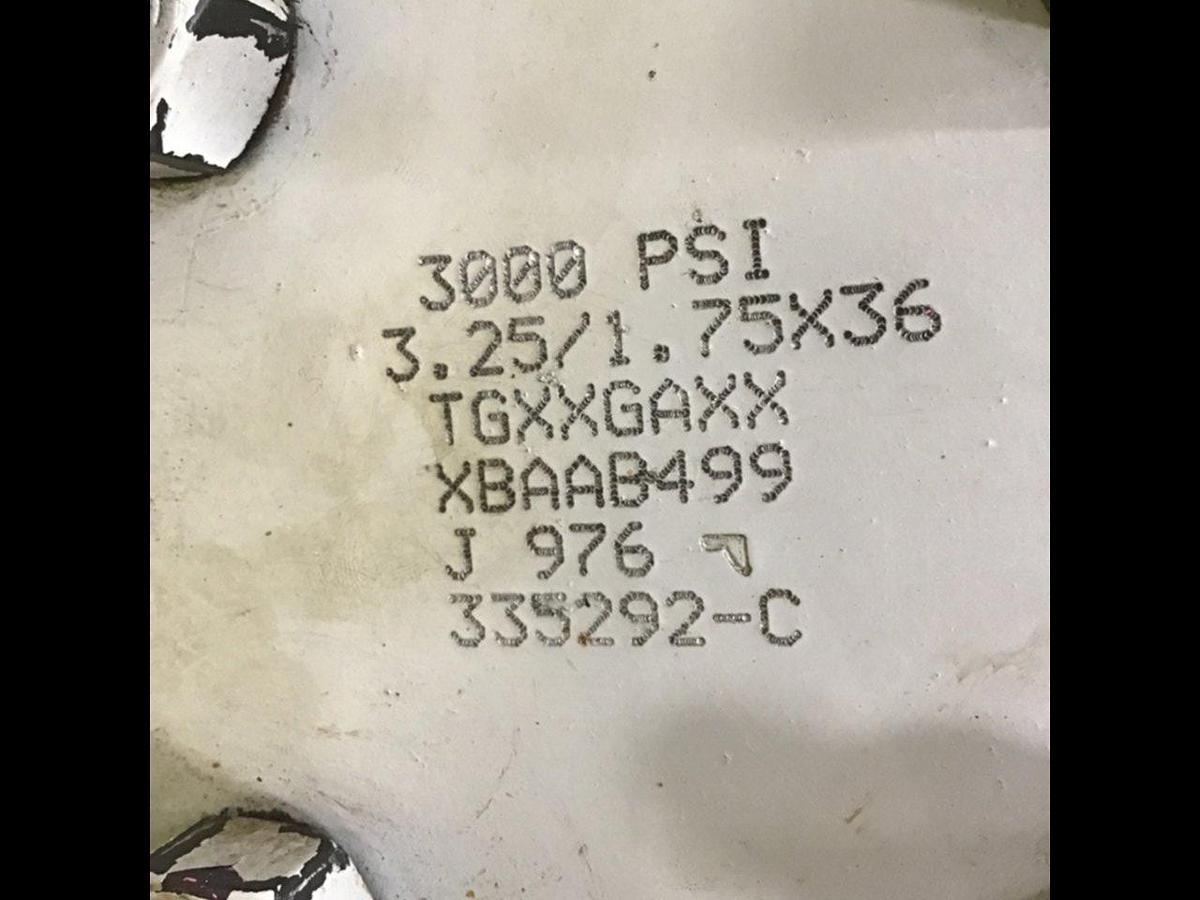 3000 PSI
3.25/1.75X36
TGXXGAXX
XBAAB499
J 976
335292-C